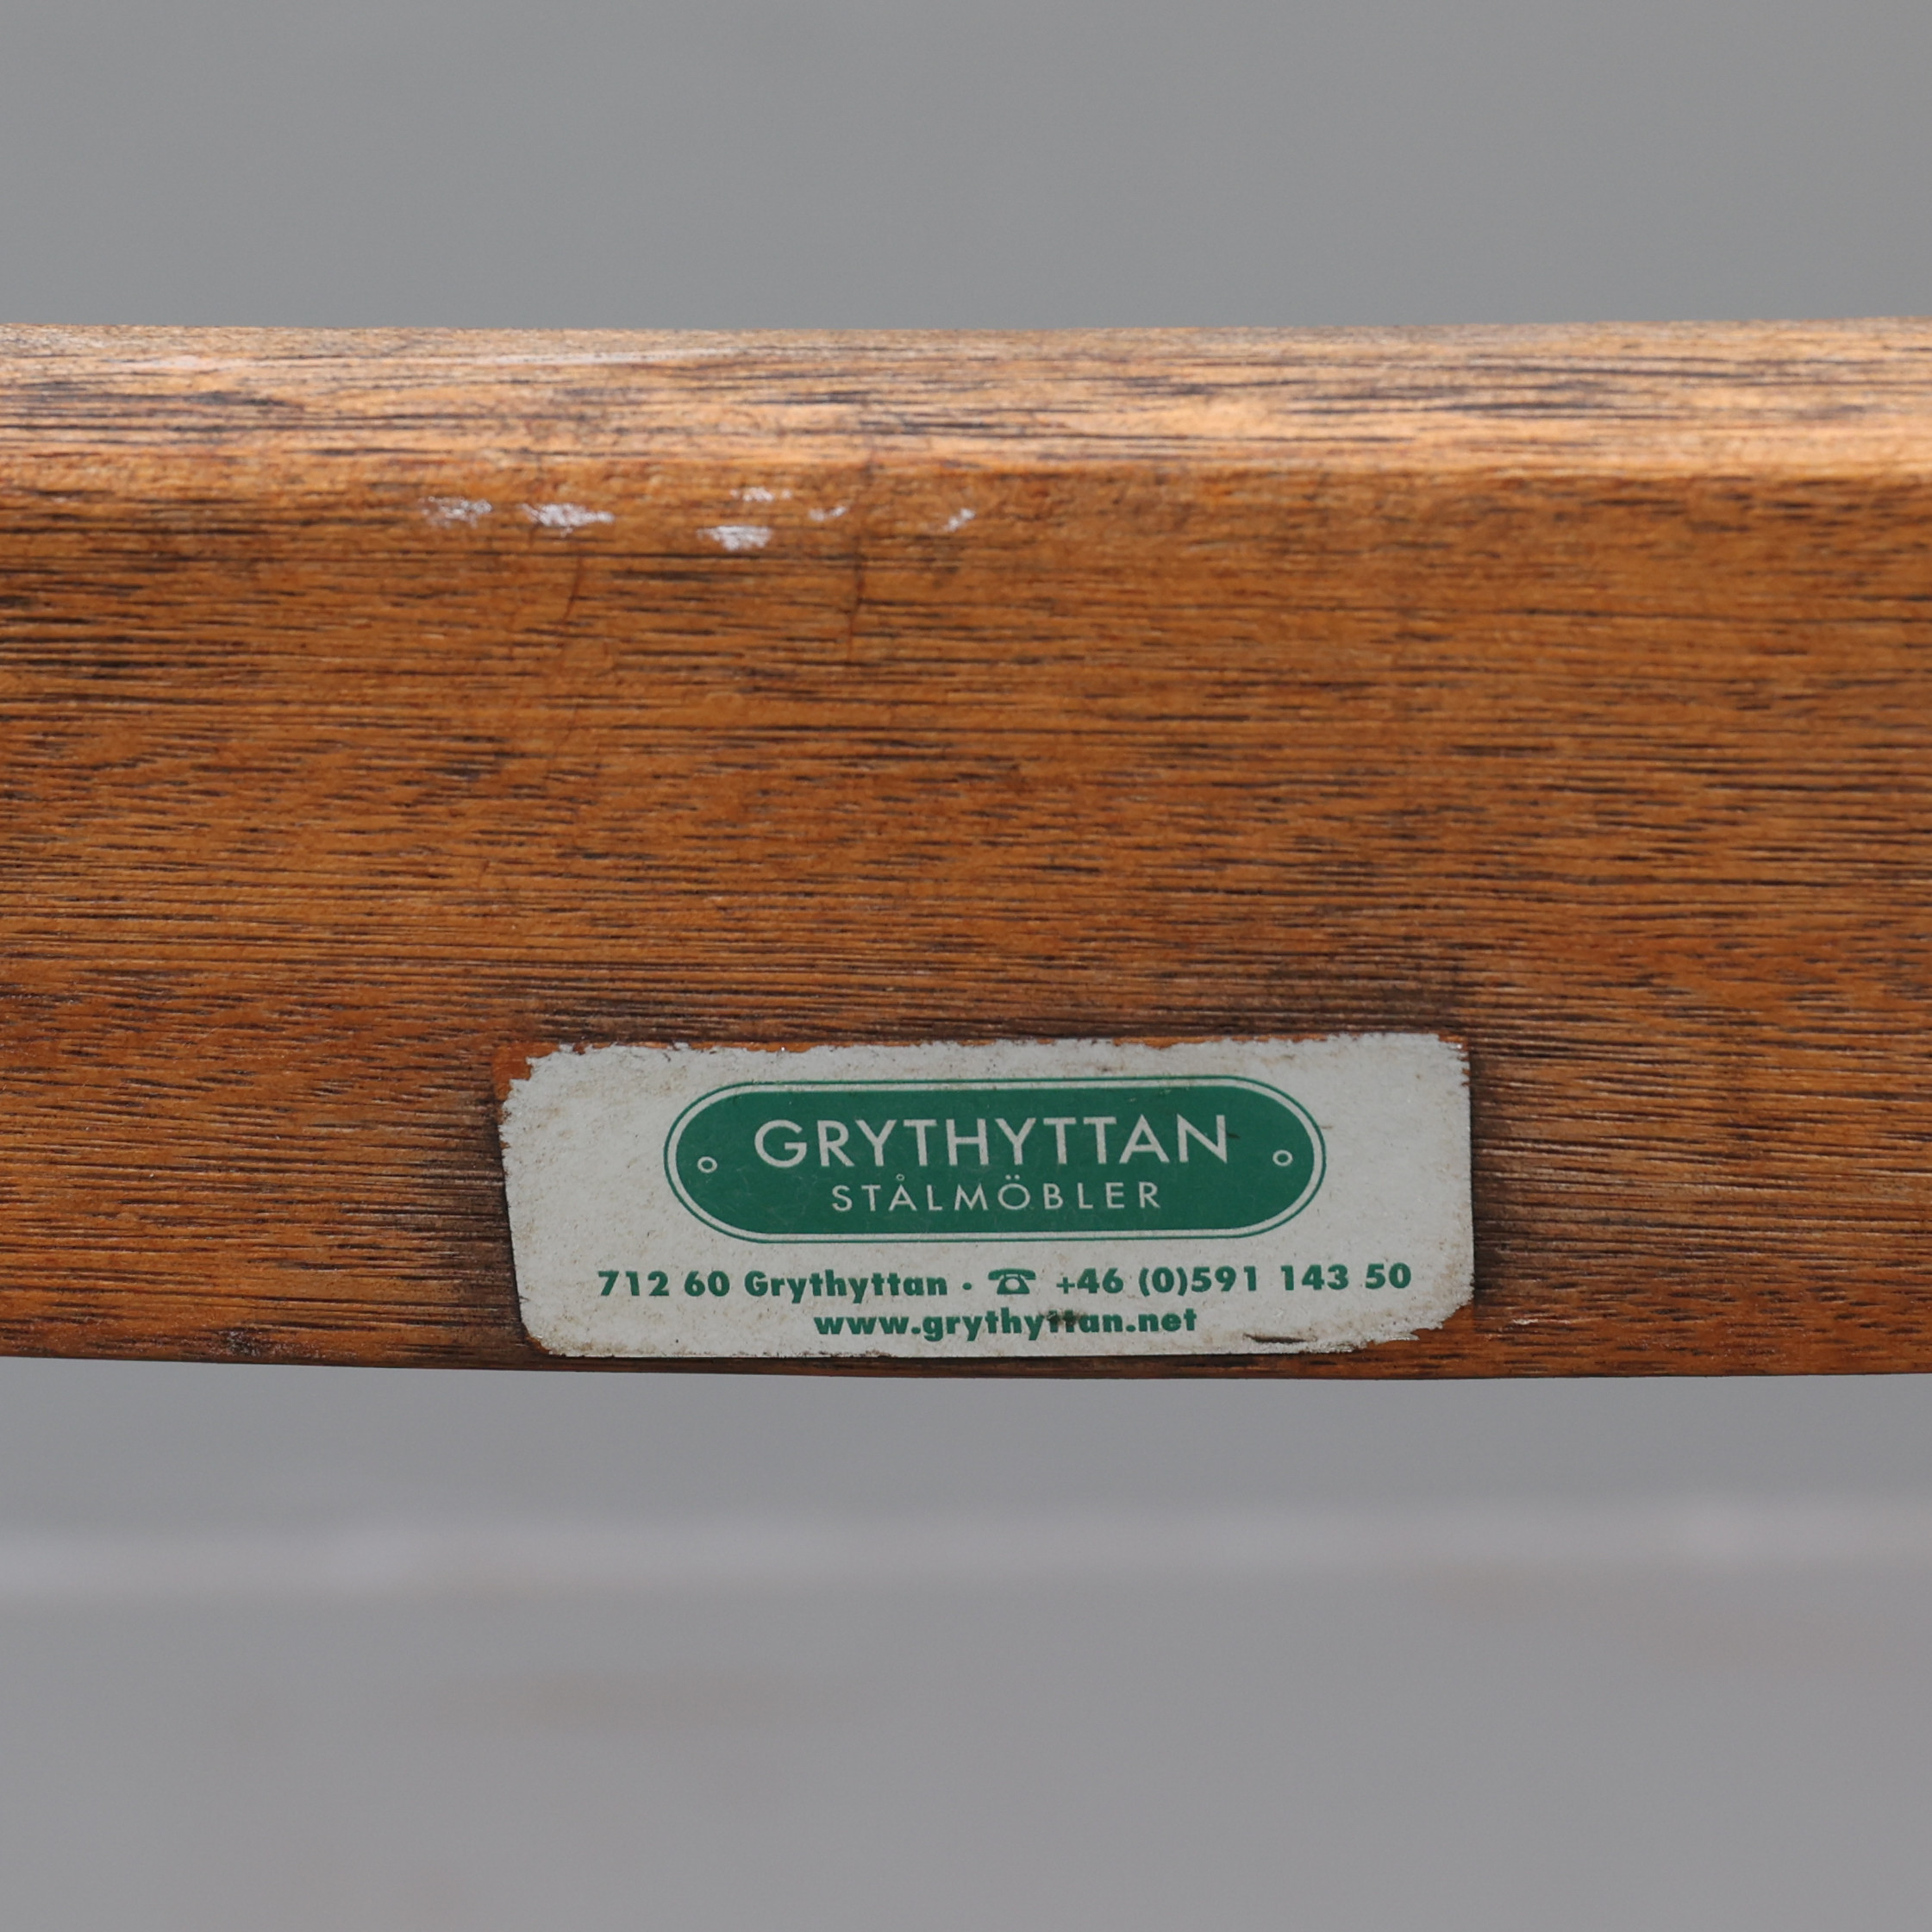 GRYTHYTTAN
STÅLMÖBLER
712 60 Grythyttan · ☎ +46 (0)591 143 50
www.grythyttan.net